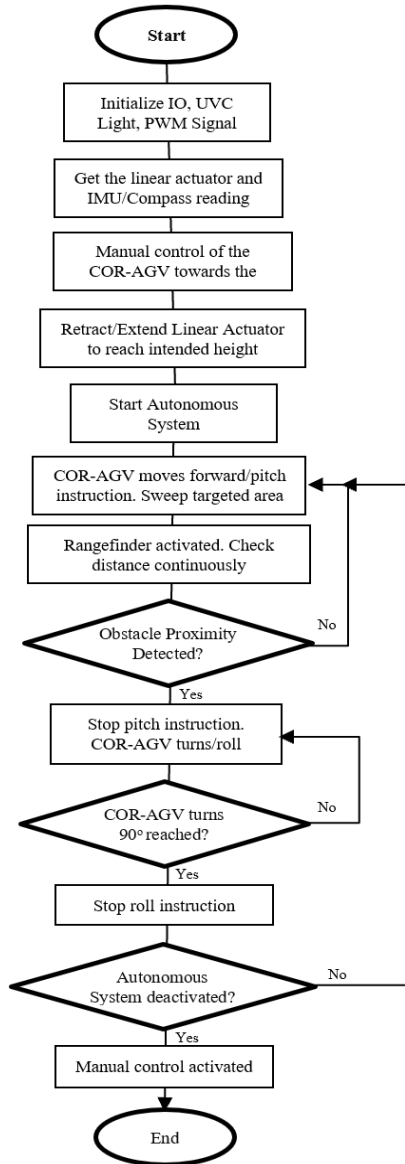 Start
Initialize IO, UVC
Light, PWM Signal
Get the linear actuator and
IMU/Compass reading
Manual control of the
COR-AGV towards the
Retract/Extend Linear Actuator
to reach intended height
Start Autonomous
System
COR-AGV moves forward/pitch
instruction. Sweep targeted area
Rangefinder activated. Check
distance continuously
Obstacle Proximity
Detected?
No
Yes
Stop pitch instruction.
COR-AGV turns/roll
COR-AGV turns
90º reached?
No
Yes
Stop roll instruction
Autonomous
System deactivated?
No
Yes
Manual control activated
End